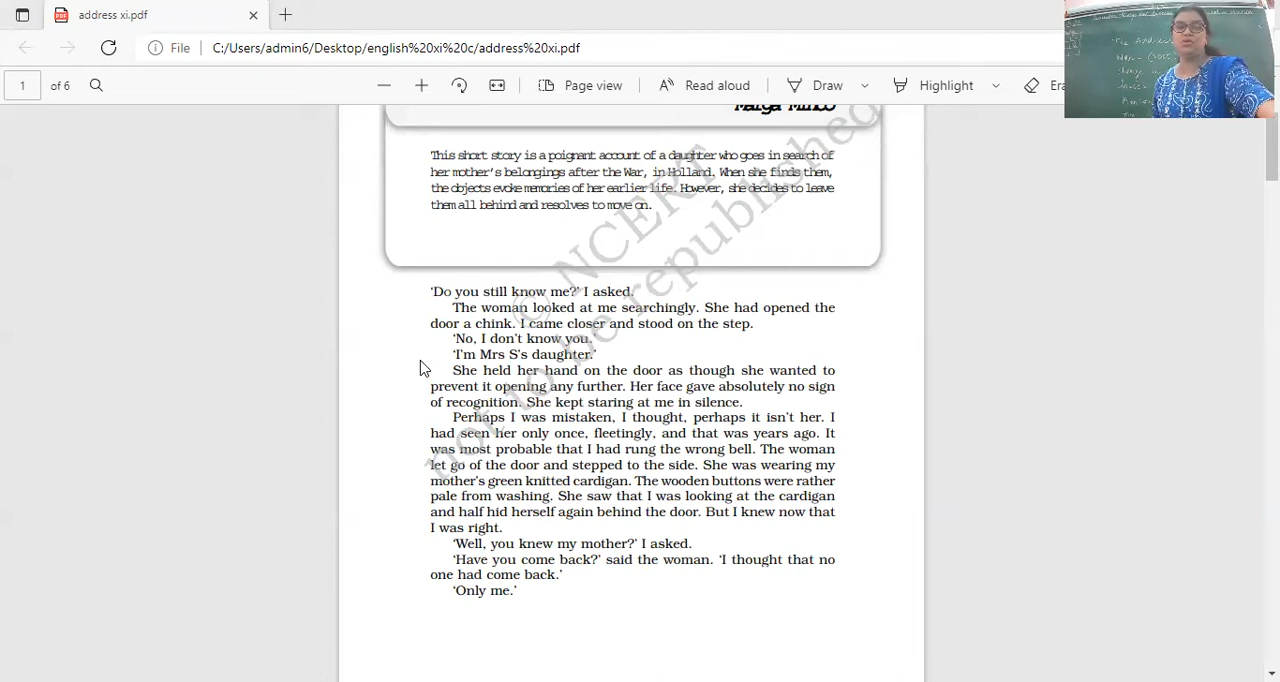 address xi.pdf
File
C:/Users/admin6/Desktop/english%20xi%20c/address%20xi.pdf
1 of 6
Page view
Read aloud
Draw
Highlight
Era
Marga Minco
This short story is a poignant account of a daughter who goes in search of
her mother's belongings after the War, in Holland. When she finds them,
the objects evoke memories of her earlier life. However, she decides to leave
them all behind and resolves to move on.
© NCERT
not to be republished
‘Do you still know me?’ I asked.
The woman looked at me searchingly. She had opened the
door a chink. I came closer and stood on the step.
‘No, I don't know you.’
‘I'm Mrs S's daughter.’
She held her hand on the door as though she wanted to
prevent it opening any further. Her face gave absolutely no sign
of recognition. She kept staring at me in silence.
Perhaps I was mistaken, I thought, perhaps it isn't her. I
had seen her only once, fleetingly, and that was years ago. It
was most probable that I had rung the wrong bell. The woman
let go of the door and stepped to the side. She was wearing my
mother's green knitted cardigan. The wooden buttons were rather
pale from washing. She saw that I was looking at the cardigan
and half hid herself again behind the door. But I knew now that
I was right.
‘Well, you knew my mother?’ I asked.
‘Have you come back?’ said the woman. ‘I thought that no
one had come back.’
‘Only me.’